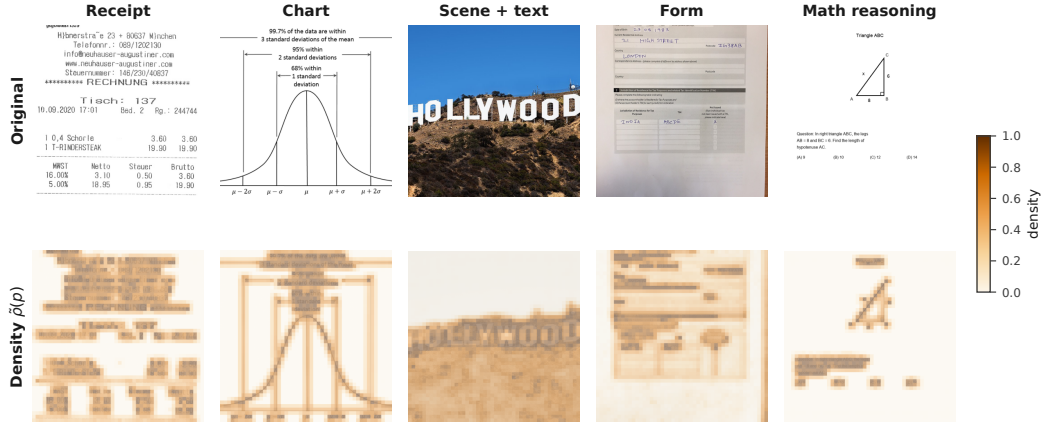 Receipt
Chart
Scene + text
Form
Math reasoning
Original
Telefonnr.: 089/1202130
info@neuhauser-augustiner.com
www.neuhauser-augustiner.com
Steuernummer: 146/230/40837
********** RECHNUNG **********
Tisch: 137
10.09.2020 17:01 Bed. 2 Rg.: 244744
1 0,4 Schorle 3.60 3.60
1 T-RINDERSTEAK 19.90 19.90
MWST Netto Steuer Brutto
16.00% 3.10 0.50 3.60
5.00% 18.95 0.95 19.90
99.7% of the data are within
3 standard deviations of the mean
95% within
2 standard deviations
68% within
1 standard
deviation
μ − 2σ μ − σ μ μ + σ μ + 2σ
HOLLYWOOD
HIGH STREET
LONDON
INDIA
Triangle ABC
C
x
6
A
8
B
Question: In right triangle ABC, the legs
AB = 8 and BC = 6. Find the length of
hypotenuse AC.
(A) 9 (B) 10 (C) 12 (D) 14
Density ρ̃(p)
1.0
0.8
0.6
0.4
0.2
0.0
density